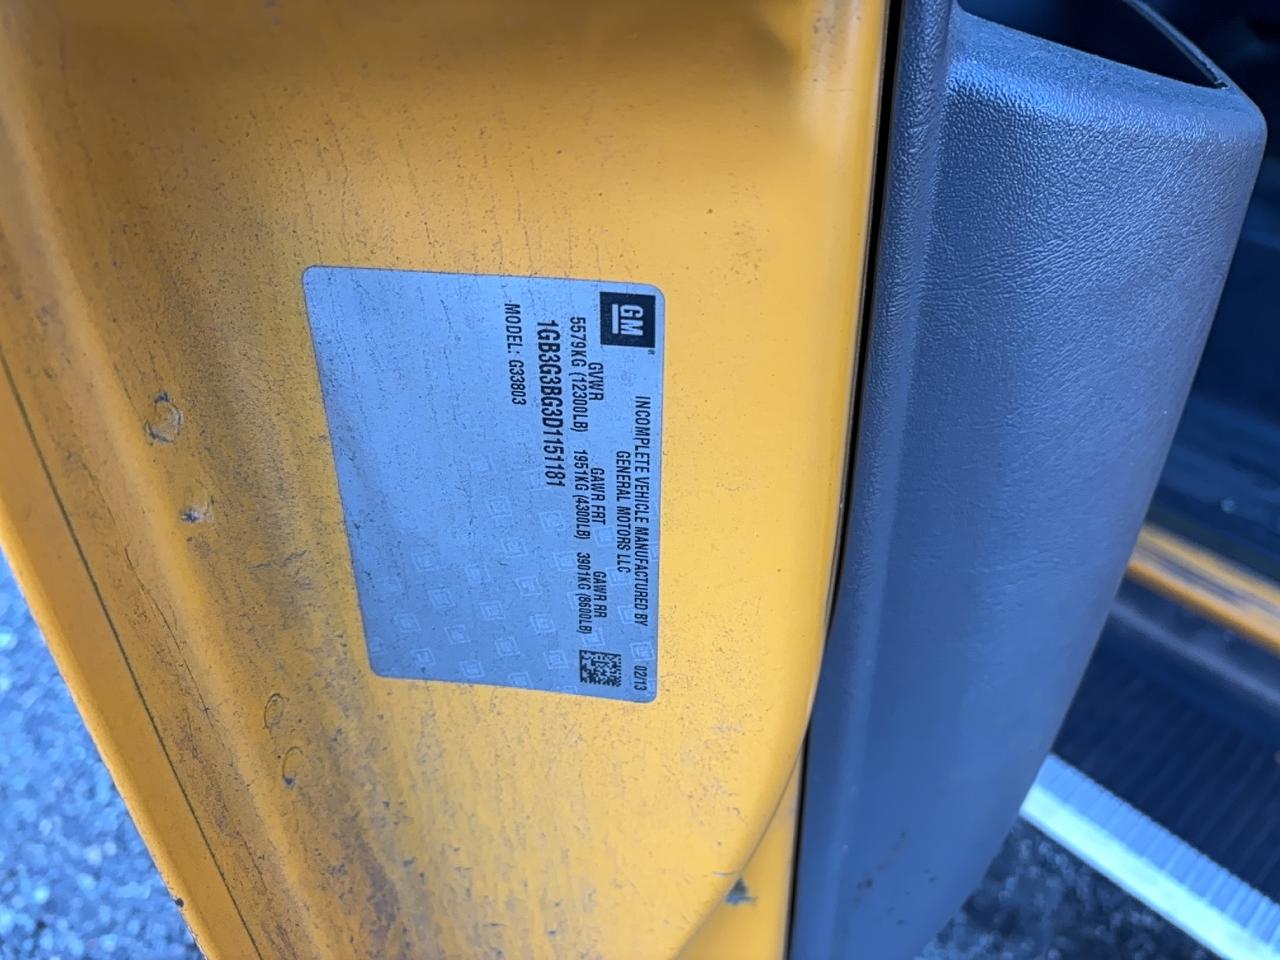 GM
INCOMPLETE VEHICLE MANUFACTURED BY 02/13
GENERAL MOTORS LLC
GVWR GAWR FRT GAWR RR
5579KG (12300LB) 1951KG (4300LB) 3901KG (8600LB)
1GB3G3BG3D1151181
MODEL: G33803